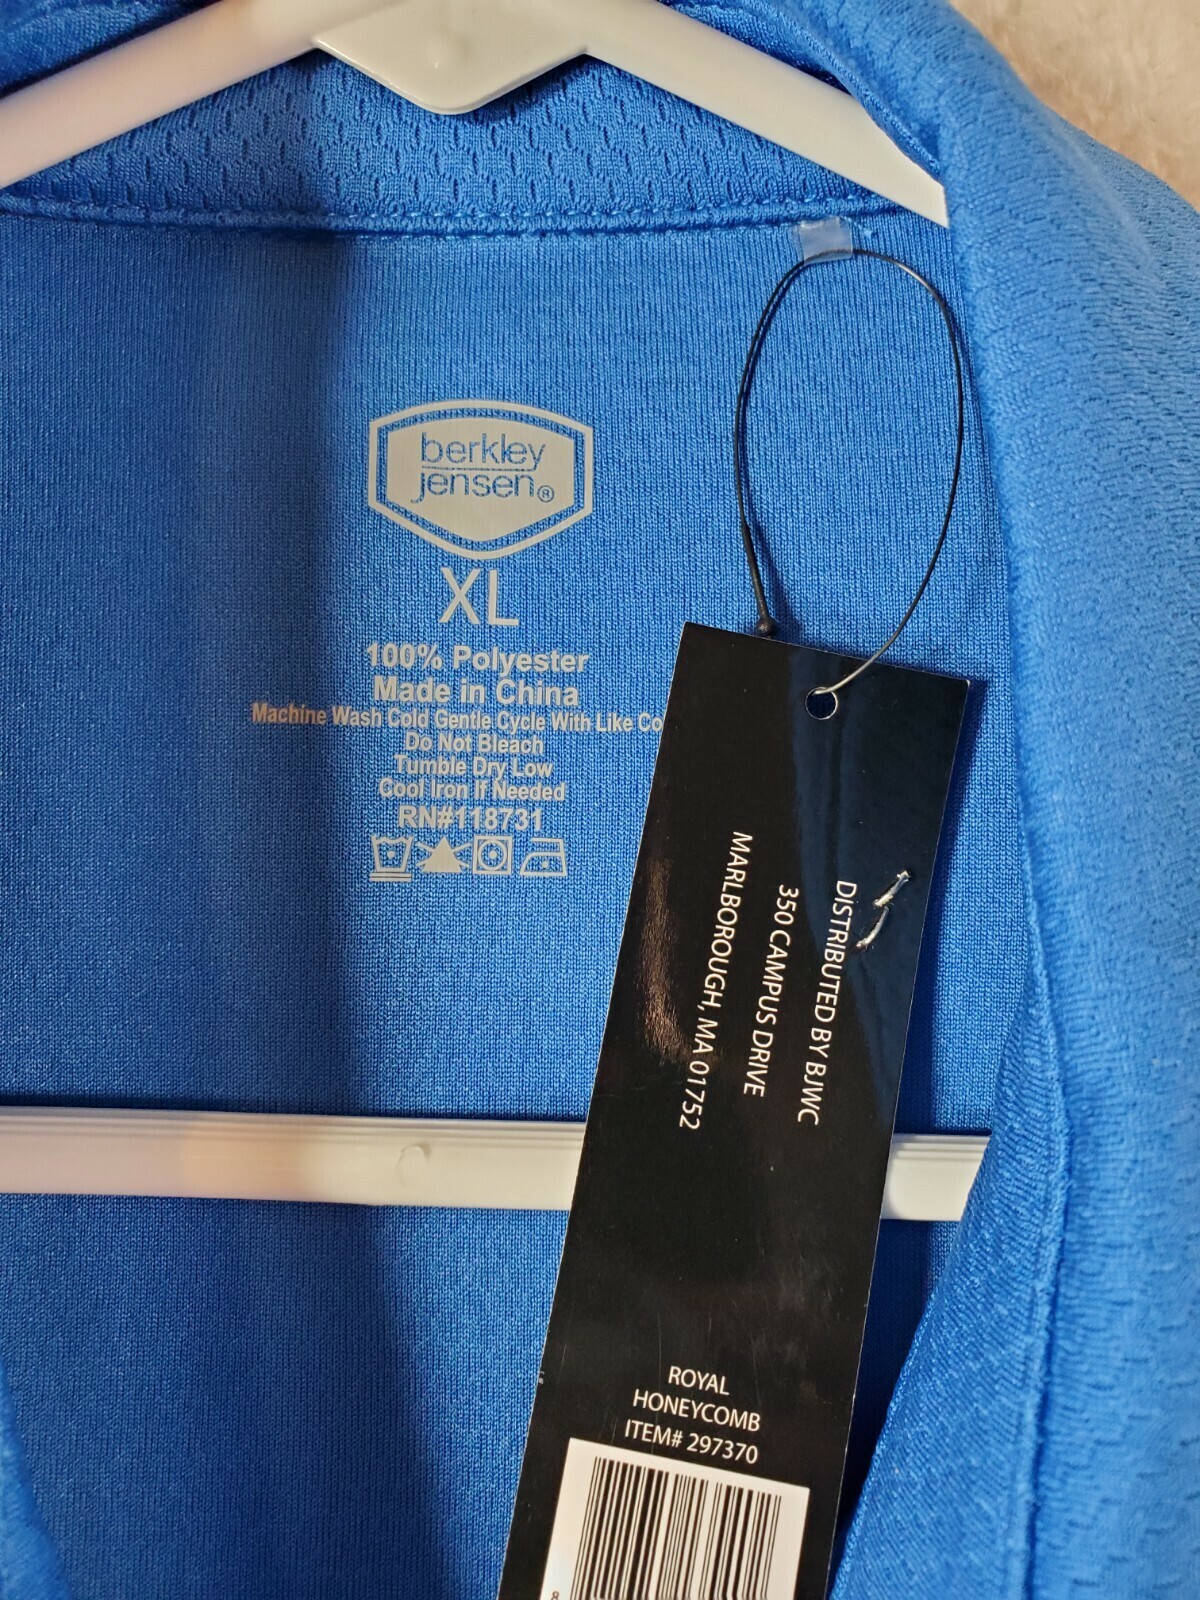 berkley
jensen®
XL
100% Polyester
Made in China
Machine Wash Cold Gentle Cycle With Like Co
Do Not Bleach
Tumble Dry Low
Cool Iron If Needed
RN#118731
DISTRIBUTED BY BJWC
350 CAMPUS DRIVE
MARLBOROUGH, MA 01752
ROYAL
HONEYCOMB
ITEM# 297370
8